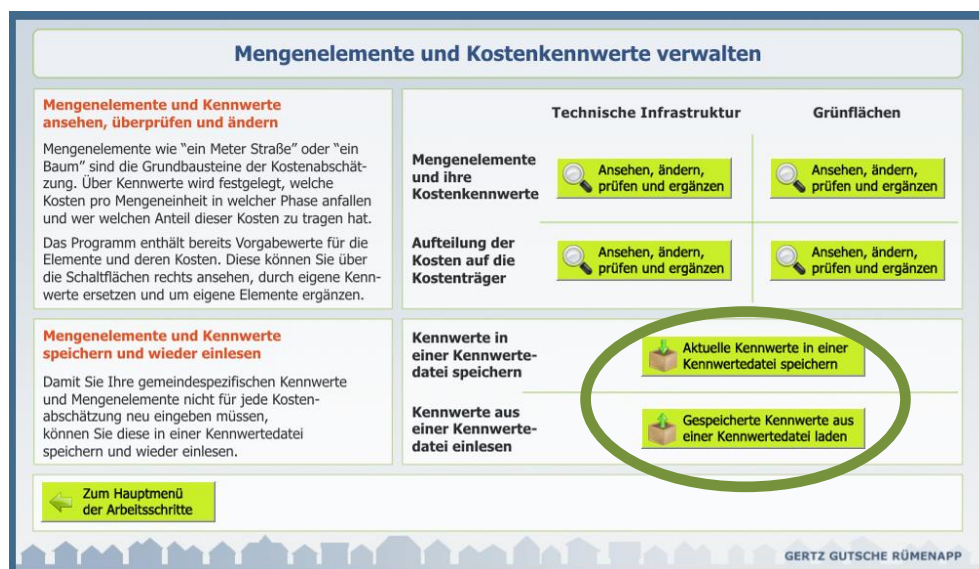 Mengenelemente und Kostenkennwerte verwalten
Mengenelemente und Kennwerte
ansehen, überprüfen und ändern
Mengenelemente wie "ein Meter Straße" oder "ein
Baum" sind die Grundbausteine der Kostenabschät-
zung. Über Kennwerte wird festgelegt, welche
Kosten pro Mengeneinheit in welcher Phase anfallen
und wer welchen Anteil dieser Kosten zu tragen hat.
Das Programm enthält bereits Vorgabewerte für die
Elemente und deren Kosten. Diese können Sie über
die Schaltflächen rechts ansehen, durch eigene Kenn-
werte ersetzen und um eigene Elemente ergänzen.
Technische Infrastruktur
Grünflächen
Mengenelemente
und ihre
Kostenkennwerte
Ansehen, ändern,
prüfen und ergänzen
Ansehen, ändern,
prüfen und ergänzen
Aufteilung der
Kosten auf die
Kostenträger
Ansehen, ändern,
prüfen und ergänzen
Ansehen, ändern,
prüfen und ergänzen
Mengenelemente und Kennwerte
speichern und wieder einlesen
Damit Sie Ihre gemeindespezifischen Kennwerte
und Mengenelemente nicht für jede Kosten-
abschätzung neu eingeben müssen,
können Sie diese in einer Kennwertedatei
speichern und wieder einlesen.
Kennwerte in
einer Kennwerte-
datei speichern
Aktuelle Kennwerte in einer
Kennwertedatei speichern
Kennwerte aus
einer Kennwerte-
datei einlesen
Gespeicherte Kennwerte aus
einer Kennwertedatei laden
Zum Hauptmenü
der Arbeitsschritte
GERTZ GUTSCHE RÜMENAPP